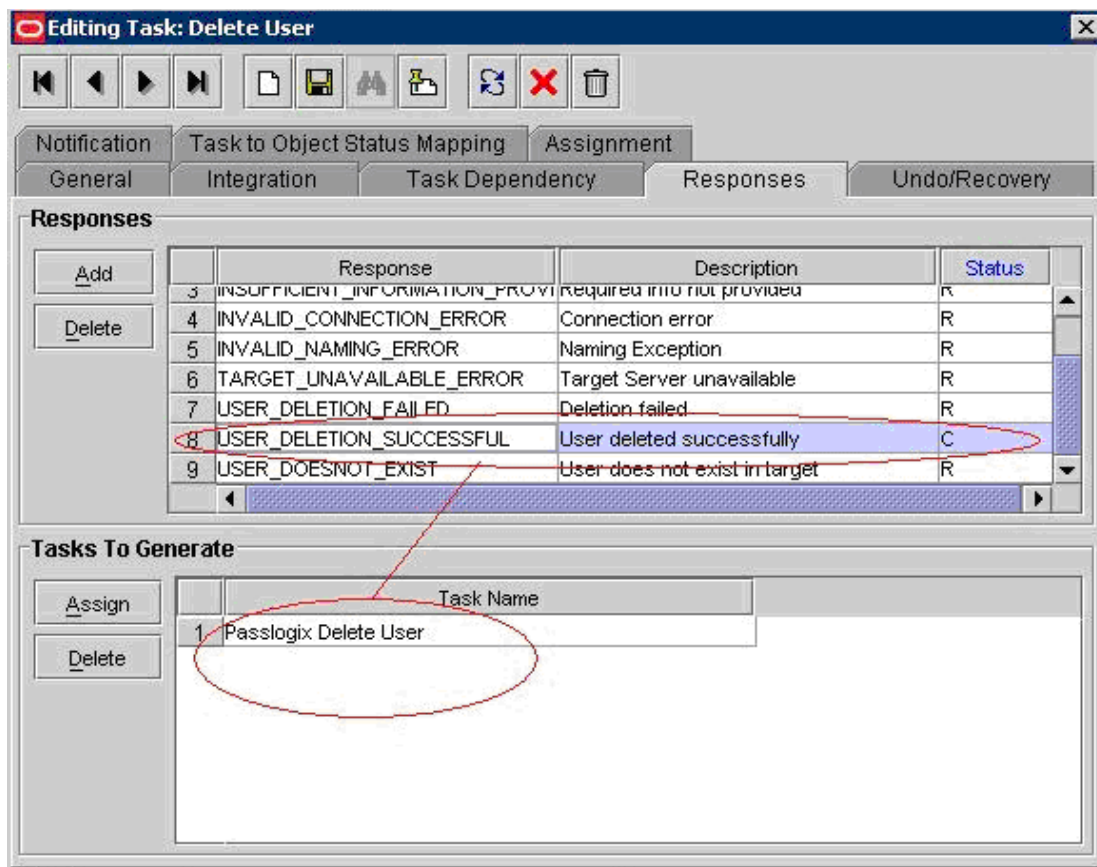 Editing Task: Delete User
Notification Task to Object Status Mapping Assignment
General Integration Task Dependency Responses Undo/Recovery
Responses
Add
Delete
Response Description Status
3 INSUFFICIENT_INFORMATION_PROVI Required info not provided R
4 INVALID_CONNECTION_ERROR Connection error R
5 INVALID_NAMING_ERROR Naming Exception R
6 TARGET_UNAVAILABLE_ERROR Target Server unavailable R
7 USER_DELETION_FAILED Deletion failed R
8 USER_DELETION_SUCCESSFUL User deleted successfully C
9 USER_DOESNOT_EXIST User does not exist in target R
Tasks To Generate
Assign
Delete
Task Name
1 Passlogix Delete User